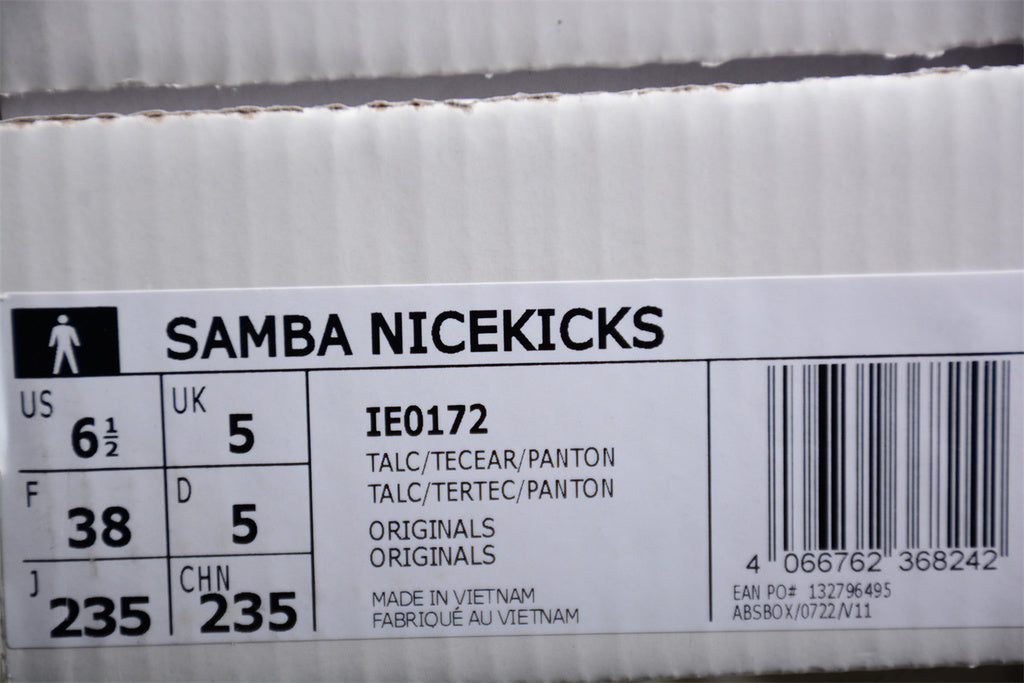 SAMBA NICEKICKS
US 6½
UK 5
F 38
D 5
J 235
CHN 235
IE0172
TALC/TECEAR/PANTON
TALC/TERTEC/PANTON
ORIGINALS
ORIGINALS
MADE IN VIETNAM
FABRIQUÉ AU VIETNAM
4 066762 368242
EAN PO# 132796495
ABSBOX/0722/V11